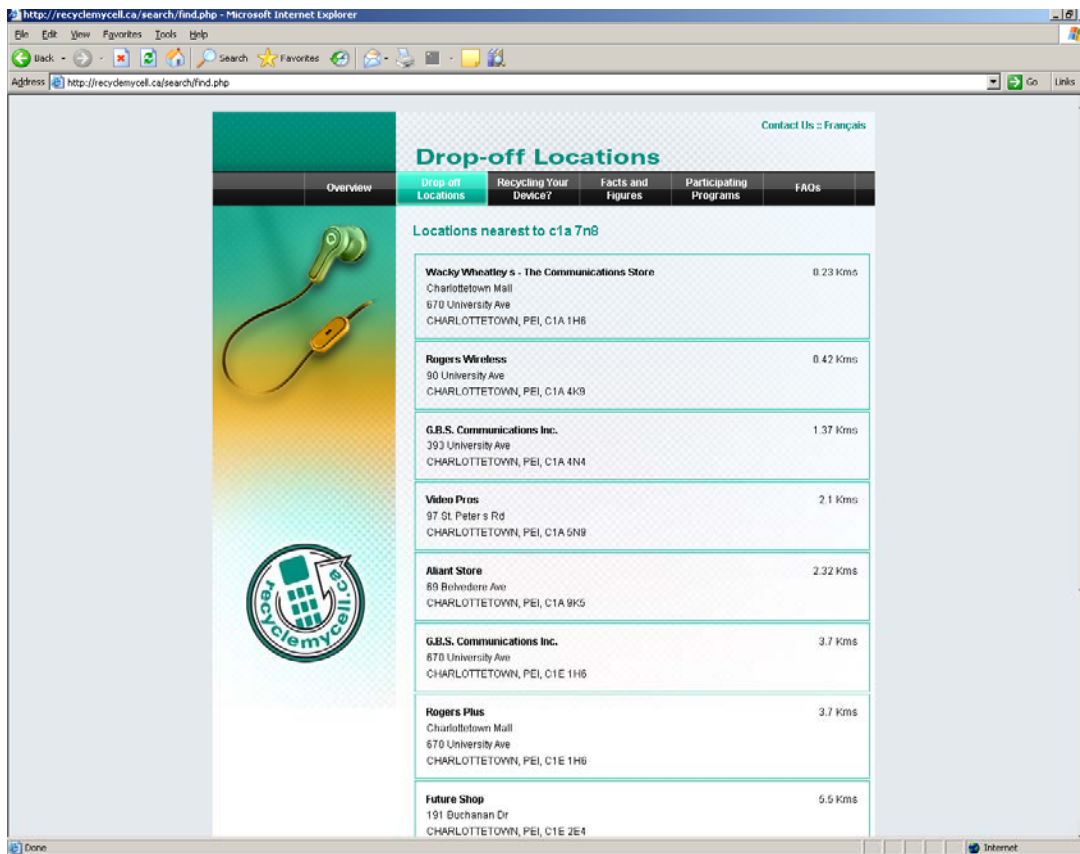 http://recyclemycell.ca/search/find.php - Microsoft Internet Explorer
File Edit View Favorites Tools Help
Back Search Favorites
Address http://recyclemycell.ca/search/find.php Go Links
Contact Us :: Français
Drop-off Locations
Overview
Drop-off Locations
Recycling Your Device?
Facts and Figures
Participating Programs
FAQs
Locations nearest to c1a 7n8
Wacky Wheatley s - The Communications Store 0.23 Kms
Charlottetown Mall
670 University Ave
CHARLOTTETOWN, PEI, C1A 1H6
Rogers Wireless 0.42 Kms
90 University Ave
CHARLOTTETOWN, PEI, C1A 4K9
G.B.S. Communications Inc. 1.37 Kms
393 University Ave
CHARLOTTETOWN, PEI, C1A 4N4
Video Pros 2.1 Kms
97 St. Peter s Rd
CHARLOTTETOWN, PEI, C1A 5N9
Aliant Store 2.32 Kms
69 Belvedere Ave
CHARLOTTETOWN, PEI, C1A 9K5
G.B.S. Communications Inc. 3.7 Kms
670 University Ave
CHARLOTTETOWN, PEI, C1E 1H6
Rogers Plus 3.7 Kms
Charlottetown Mall
670 University Ave
CHARLOTTETOWN, PEI, C1E 1H6
Future Shop 5.5 Kms
191 Buchanan Dr
CHARLOTTETOWN, PEI, C1E 2E4
recyclemycell.ca
Done Internet